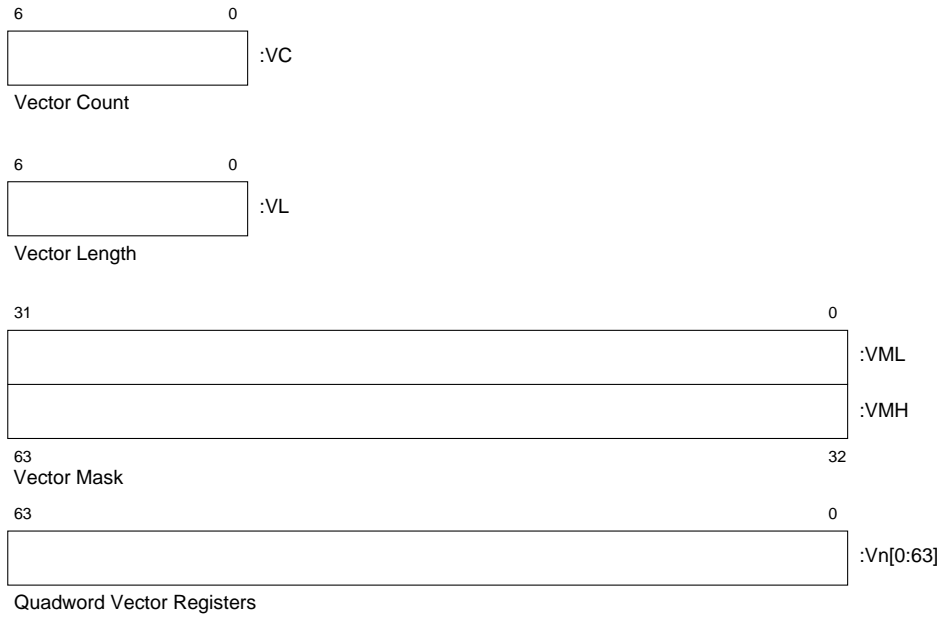 6 0
:VC
Vector Count
6 0
:VL
Vector Length
31 0
:VML
:VMH
63 32
Vector Mask
63 0
:Vn[0:63]
Quadword Vector Registers